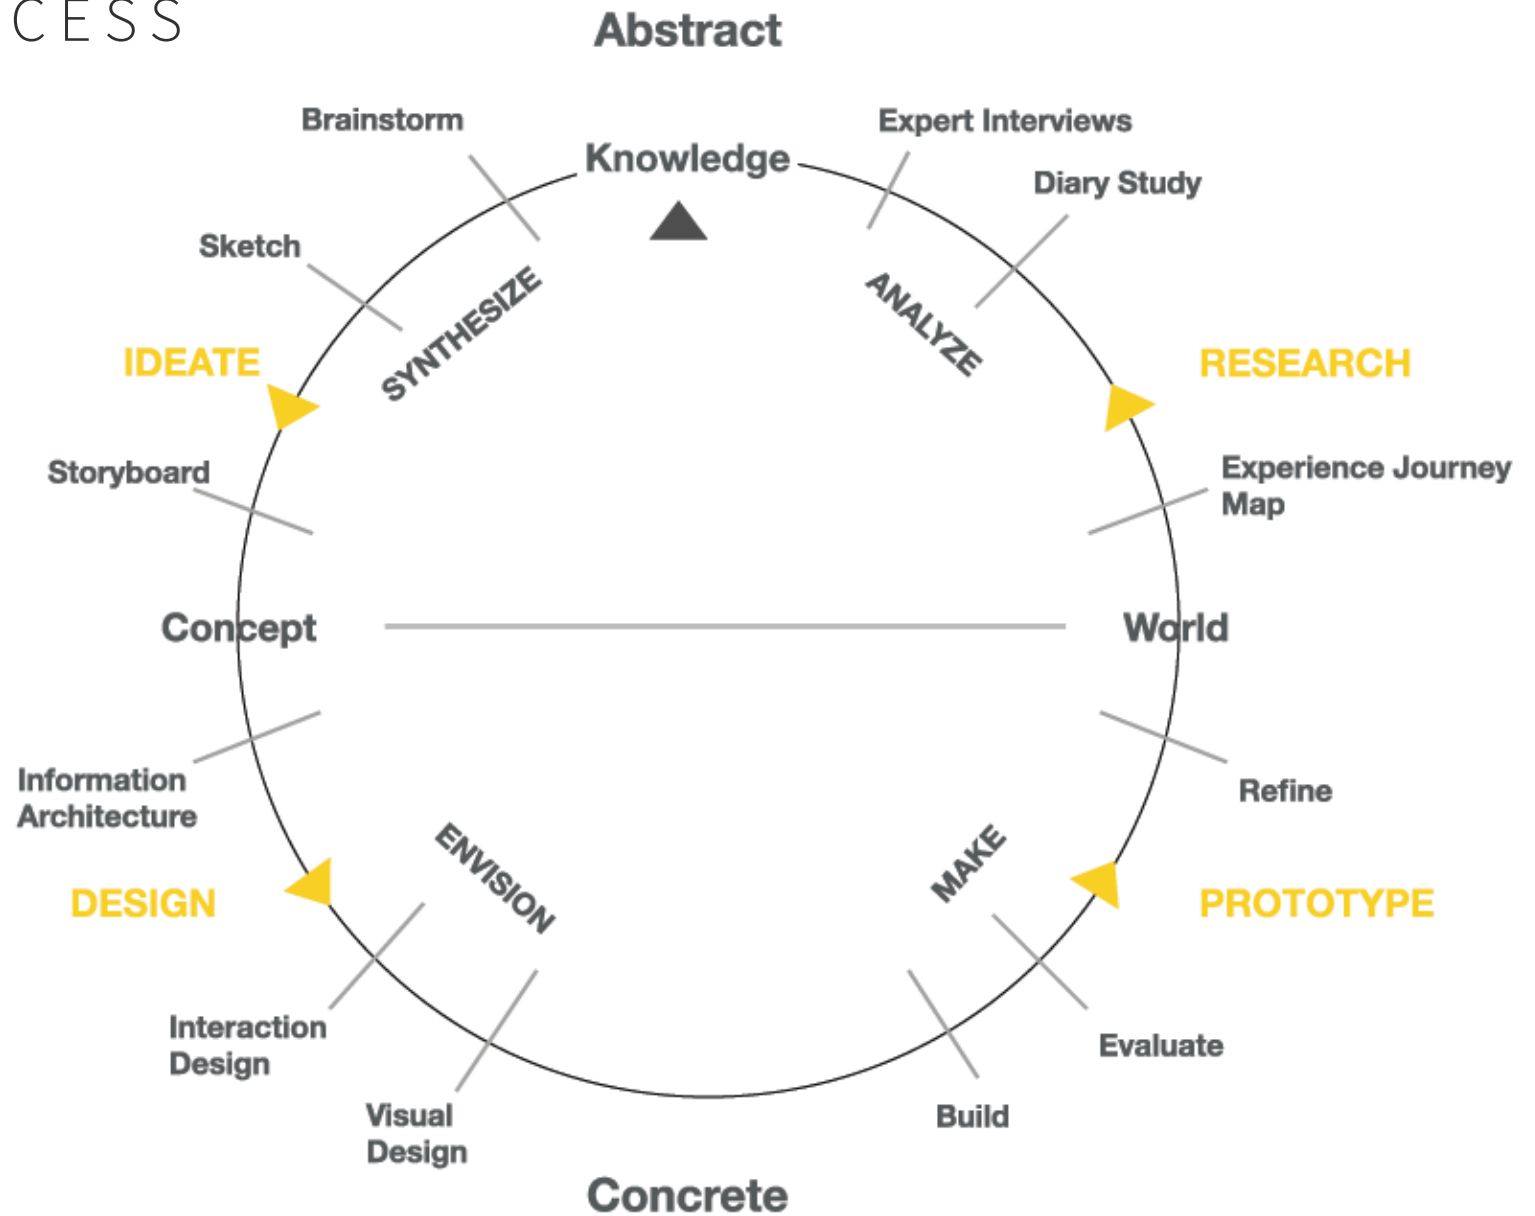 CESS
Abstract
Brainstorm
Expert Interviews
Knowledge
Diary Study
Sketch
SYNTHESIZE
ANALYZE
IDEATE
RESEARCH
Storyboard
Experience Journey
Map
Concept
World
Information
Architecture
Refine
ENVISION
MAKE
DESIGN
PROTOTYPE
Interaction
Design
Evaluate
Visual
Design
Build
Concrete